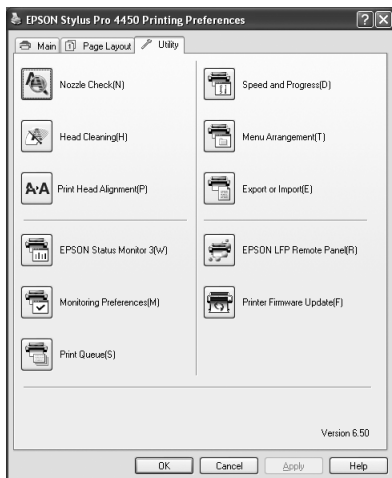 EPSON Stylus Pro 4450 Printing Preferences
Main
Page Layout
Utility
Nozzle Check(N)
Speed and Progress(D)
Head Cleaning(H)
Menu Arrangement(T)
A·A
Print Head Alignment(P)
Export or Import(E)
EPSON Status Monitor 3(W)
EPSON LFP Remote Panel(R)
Monitoring Preferences(M)
Printer Firmware Update(F)
Print Queue(S)
Version 6.50
OK
Cancel
Apply
Help